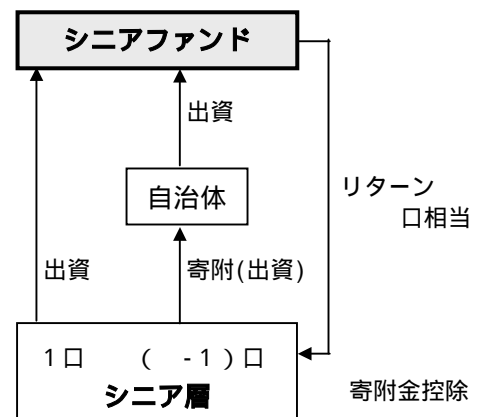 シニアファンド
出資
自治体
リターン
口相当
出資
寄附(出資)
1口 ( -1)口
シニア層
寄附金控除